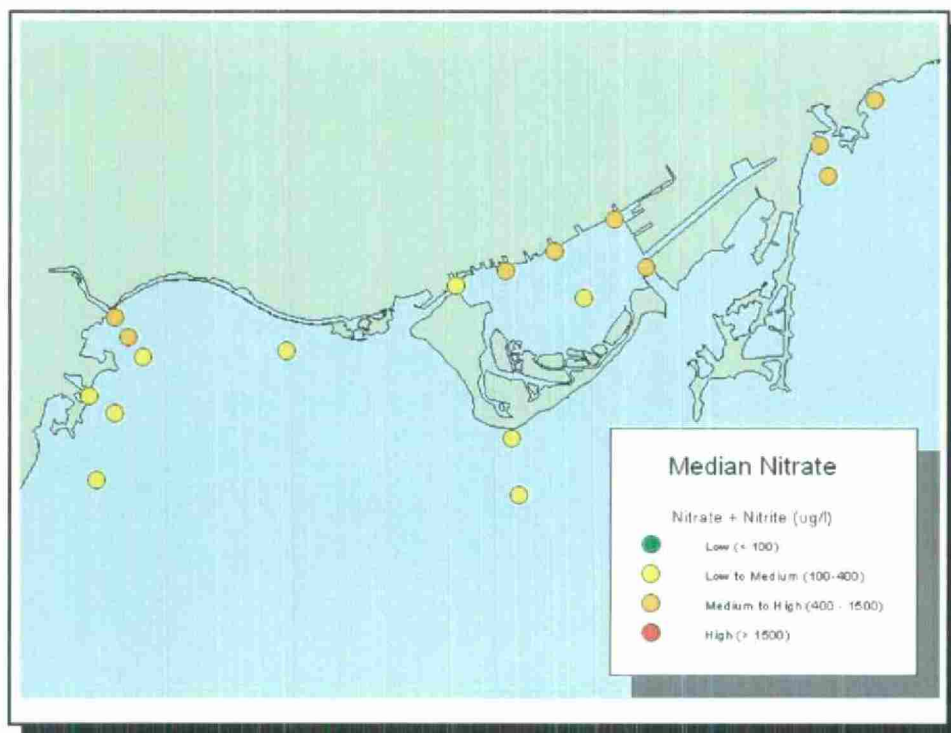 Median Nitrate
Nitrate + Nitrite (ug/l)
Low (< 100)
Low to Medium (100-400)
Medium to High (400 - 1500)
High (> 1500)